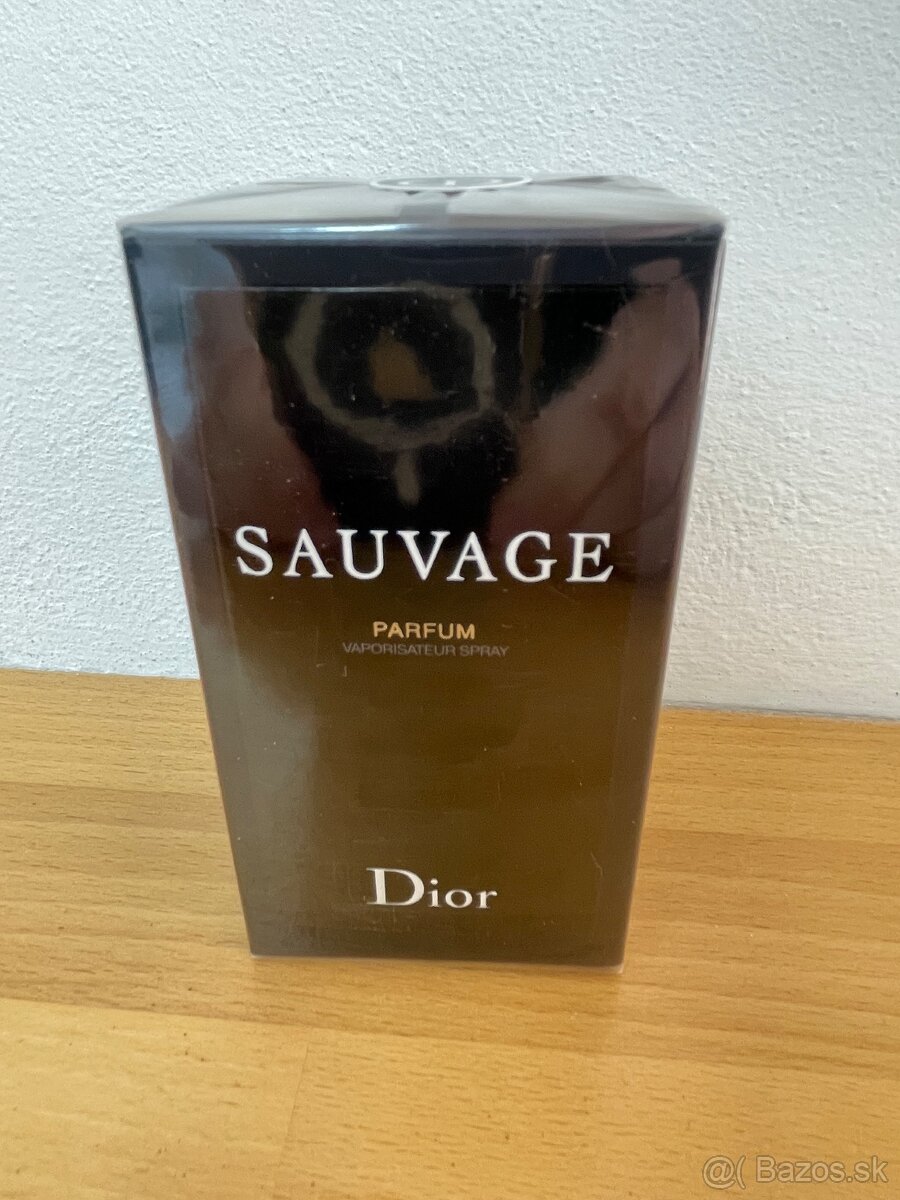 SAUVAGE
PARFUM
VAPORISATEUR SPRAY
Dior
@( Bazos.sk